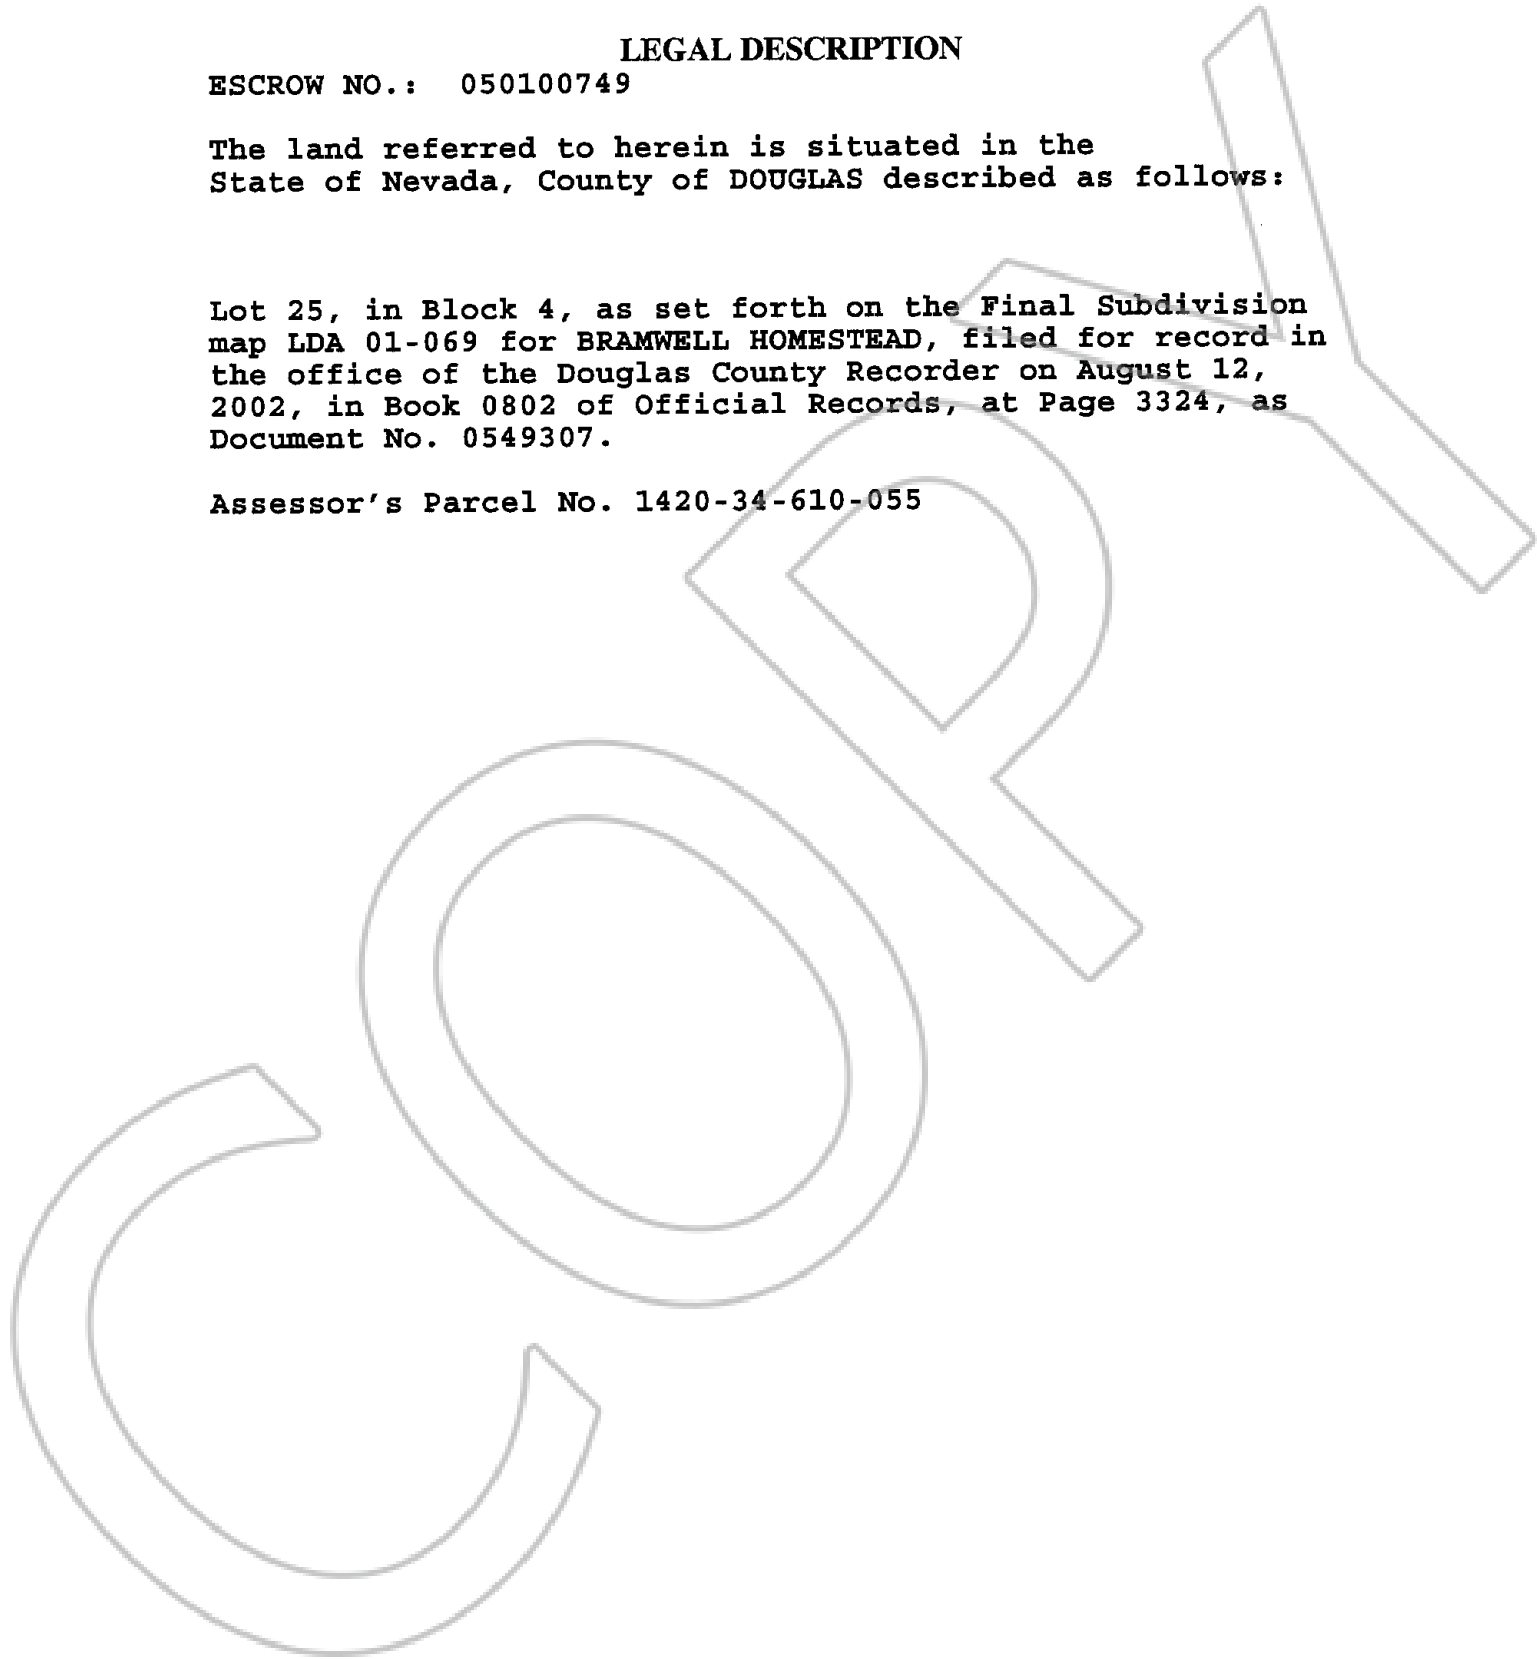 LEGAL DESCRIPTION
ESCROW NO.: 050100749
The land referred to herein is situated in the
State of Nevada, County of DOUGLAS described as follows:
Lot 25, in Block 4, as set forth on the Final Subdivision
map LDA 01-069 for BRAMWELL HOMESTEAD, filed for record in
the office of the Douglas County Recorder on August 12,
2002, in Book 0802 of Official Records, at Page 3324, as
Document No. 0549307.
Assessor's Parcel No. 1420-34-610-055
COPY